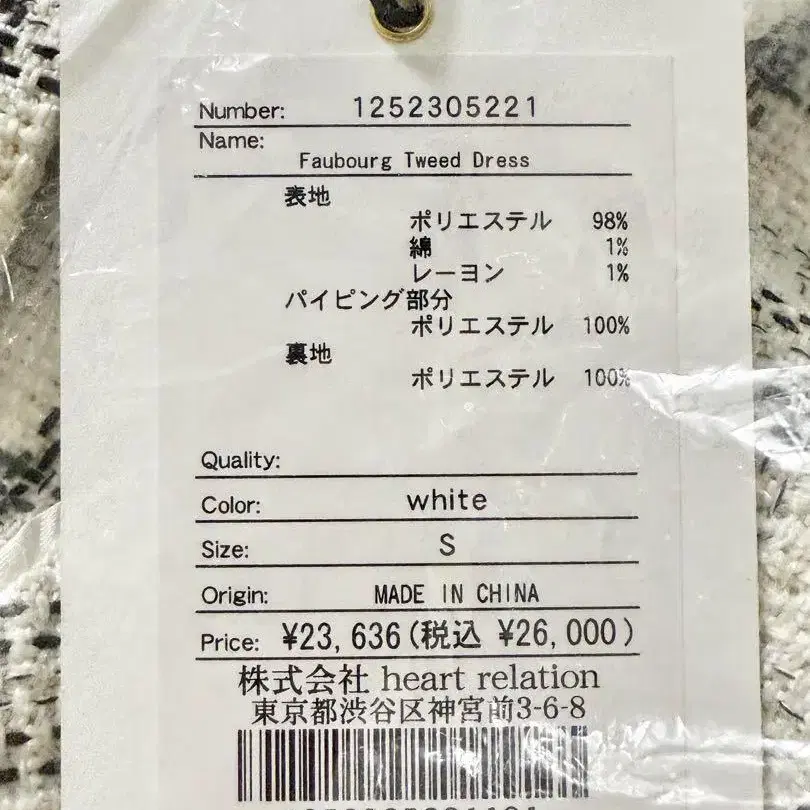 Number: 1252305221
Name:
Faubourg Tweed Dress
表地
ポリエステル 98%
綿 1%
レーヨン 1%
パイピング部分
ポリエステル 100%
裏地
ポリエステル 100%
Quality:
Color: white
Size: S
Origin: MADE IN CHINA
Price: ¥23,636(税込 ¥26,000)
株式会社 heart relation
東京都渋谷区神宮前3-6-8